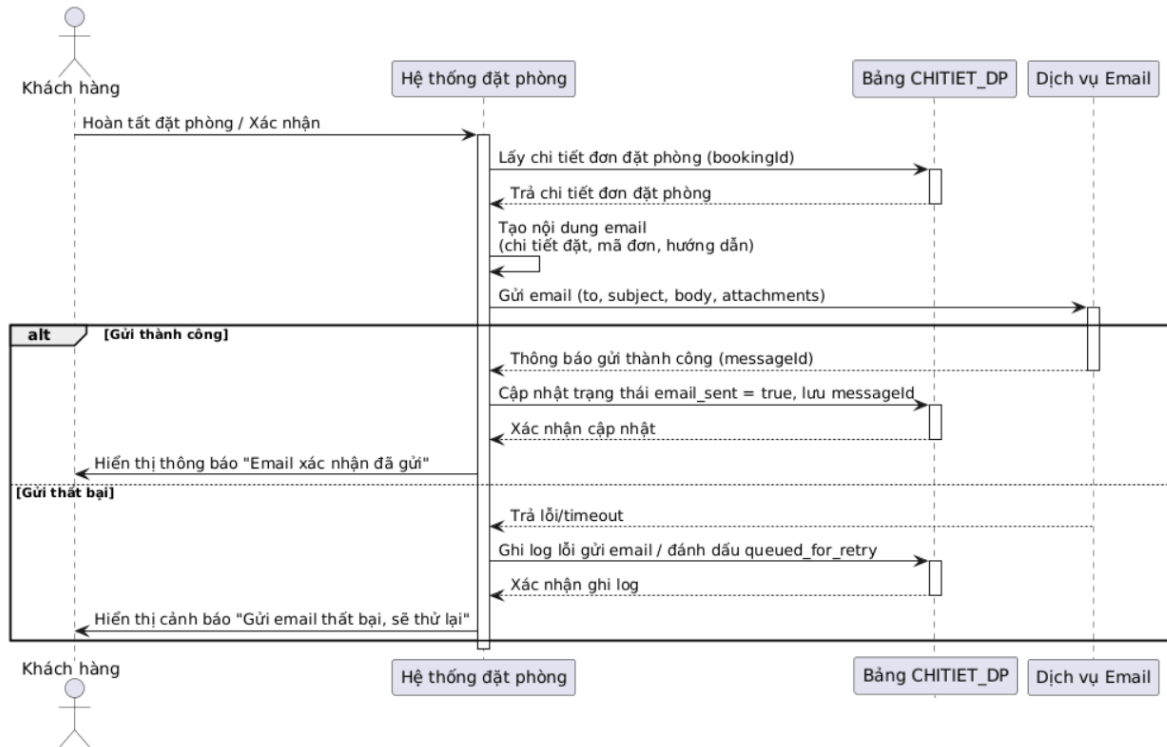 Khách hàng
Hệ thống đặt phòng
Bảng CHITIET_DP
Dịch vụ Email
Hoàn tất đặt phòng / Xác nhận
Lấy chi tiết đơn đặt phòng (bookingId)
Trả chi tiết đơn đặt phòng
Tạo nội dung email
(chi tiết đặt, mã đơn, hướng dẫn)
Gửi email (to, subject, body, attachments)
alt
[Gửi thành công]
Thông báo gửi thành công (messageId)
Cập nhật trạng thái email_sent = true, lưu messageId
Xác nhận cập nhật
Hiển thị thông báo "Email xác nhận đã gửi"
[Gửi thất bại]
Trả lỗi/timeout
Ghi log lỗi gửi email / đánh dấu queued_for_retry
Xác nhận ghi log
Hiển thị cảnh báo "Gửi email thất bại, sẽ thử lại"
Khách hàng
Hệ thống đặt phòng
Bảng CHITIET_DP
Dịch vụ Email